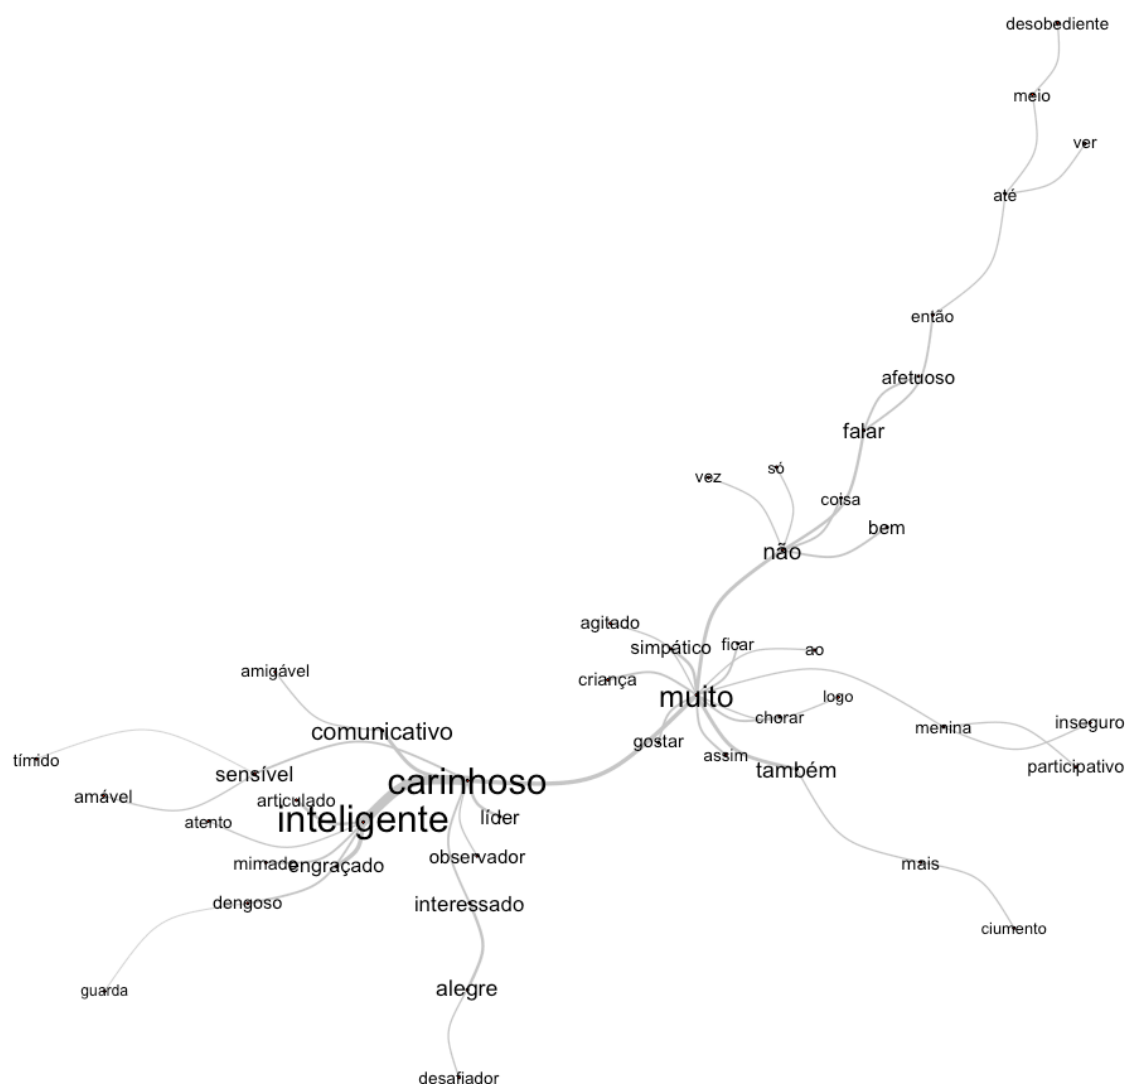 desobediente
meio
ver
até
então
afetuoso
falar
só
vez
coisa
bem
não
agitado
simpático
ficar
ao
amigável
criança
muito
logo
chorar
inseguro
menina
comunicativo
gostar
assim
tímido
participativo
sensível
também
carinhoso
amável
articulado
líder
inteligente
atento
observador
mimado
engraçado
mais
dengoso
interessado
ciumento
guarda
alegre
desafiador